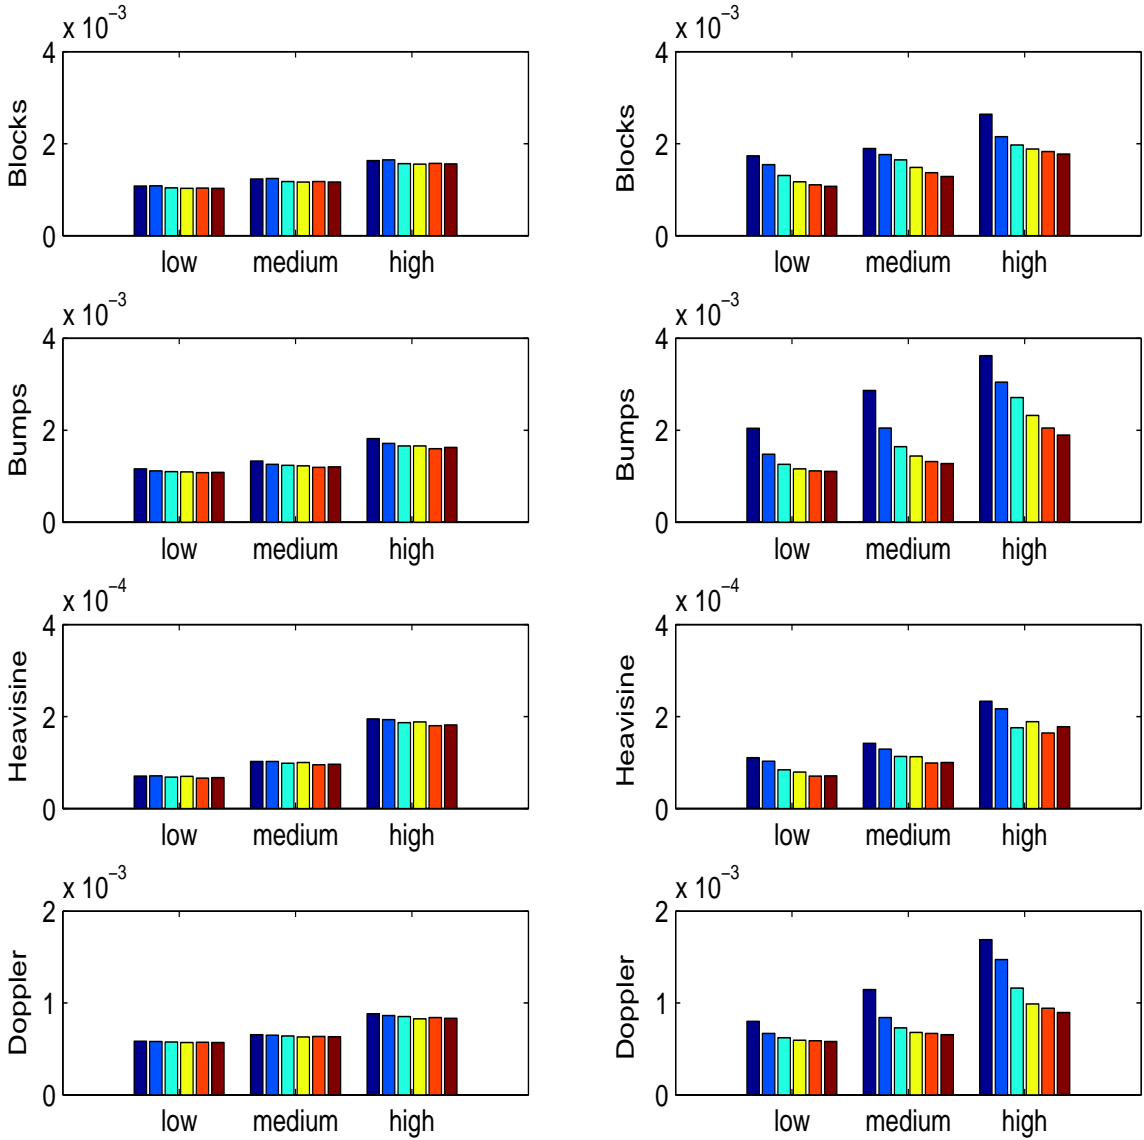 x 10⁻³
4
2
0
Blocks
low medium high
x 10⁻³
4
2
0
Blocks
low medium high
x 10⁻³
4
2
0
Bumps
low medium high
x 10⁻³
4
2
0
Bumps
low medium high
x 10⁻⁴
4
2
0
Heavisine
low medium high
x 10⁻⁴
4
2
0
Heavisine
low medium high
x 10⁻³
2
1
0
Doppler
low medium high
x 10⁻³
2
1
0
Doppler
low medium high